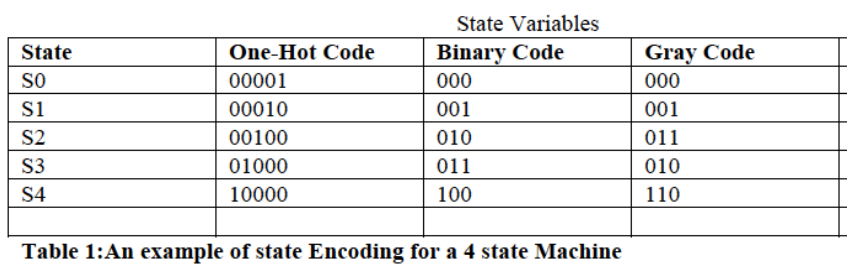 State Variables
State One-Hot Code Binary Code Gray Code
S0 00001 000 000
S1 00010 001 001
S2 00100 010 011
S3 01000 011 010
S4 10000 100 110
Table 1:An example of state Encoding for a 4 state Machine